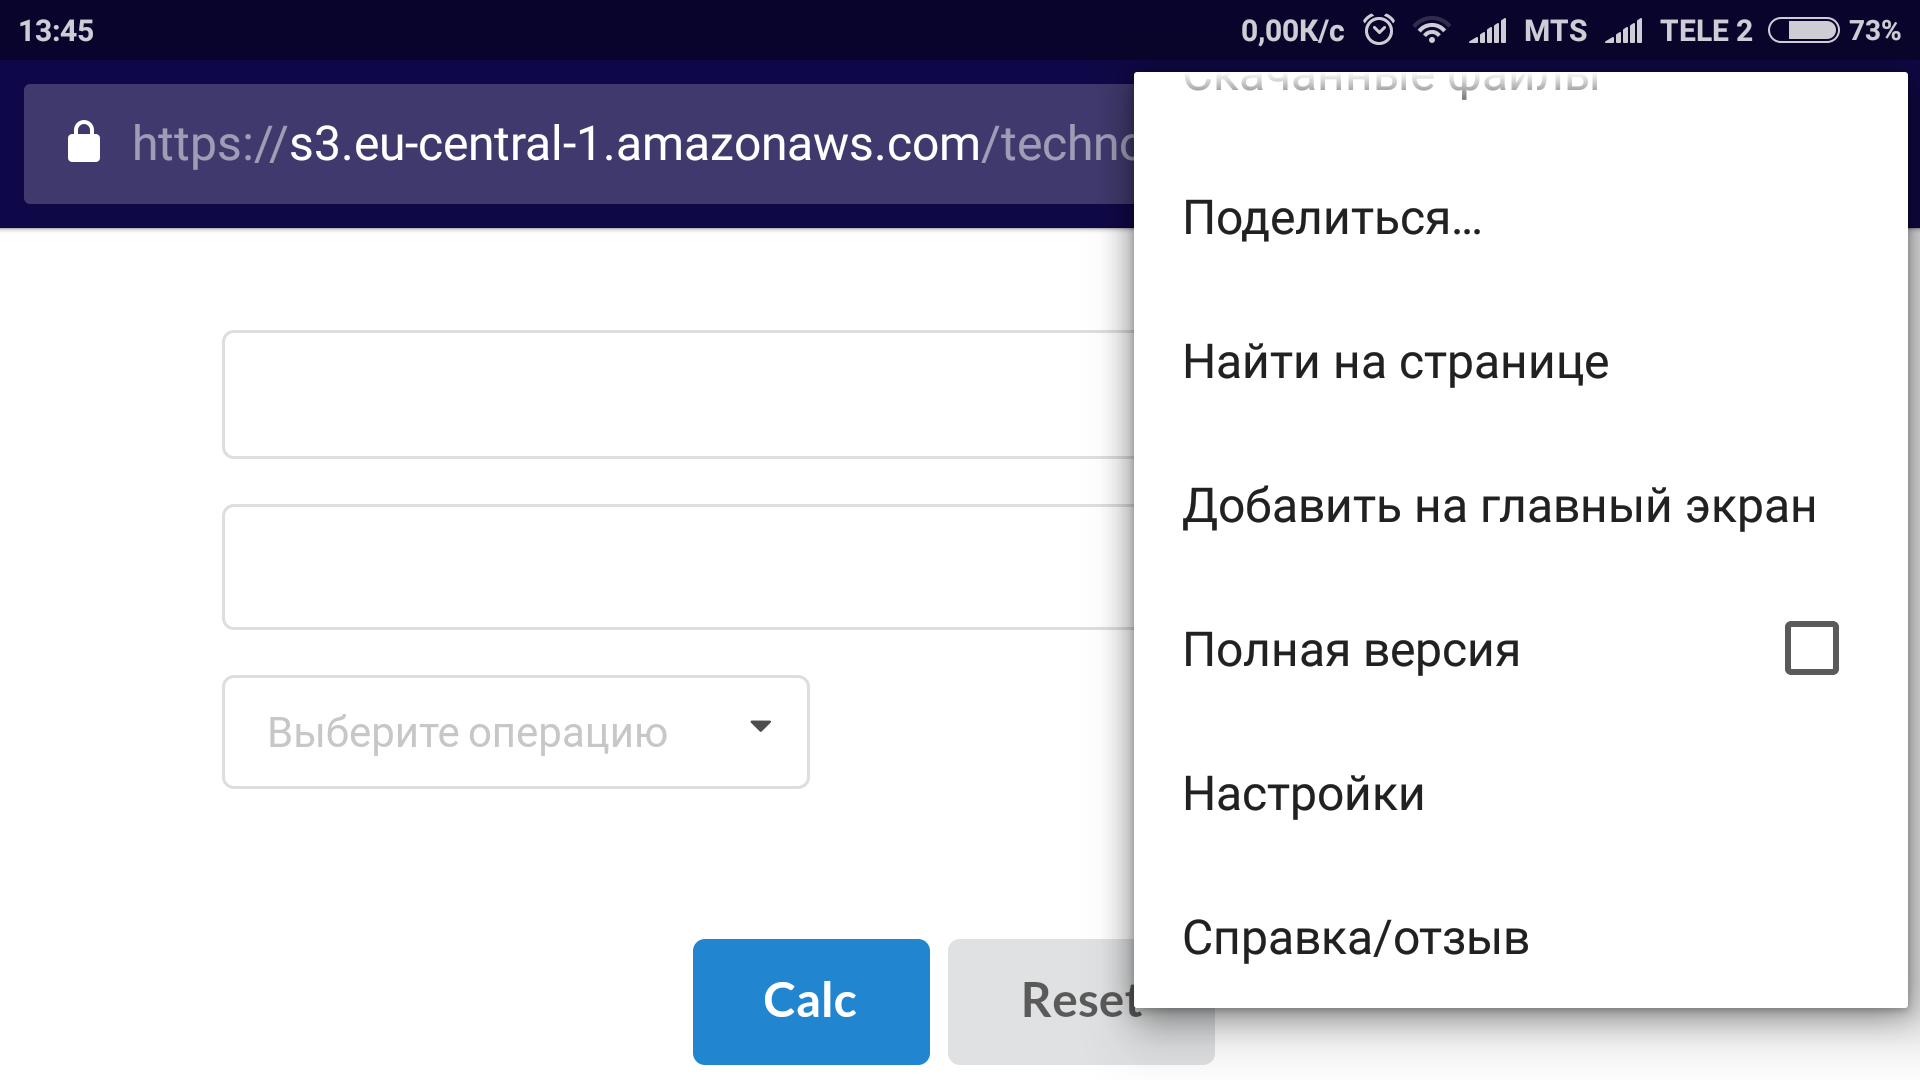 13:45
0,00K/c MTS TELE 2 73%
https://s3.eu-central-1.amazonaws.com/techno
Скачанные файлы
Поделиться...
Найти на странице
Добавить на главный экран
Полная версия
Выберите операцию
Настройки
Справка/отзыв
Calc
Reset